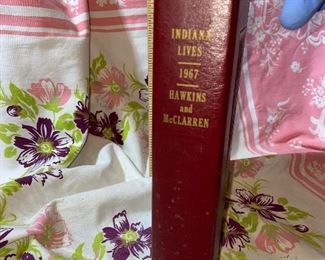 INDIANA
LIVES
1967
HAWKINS
and
McCLARREN